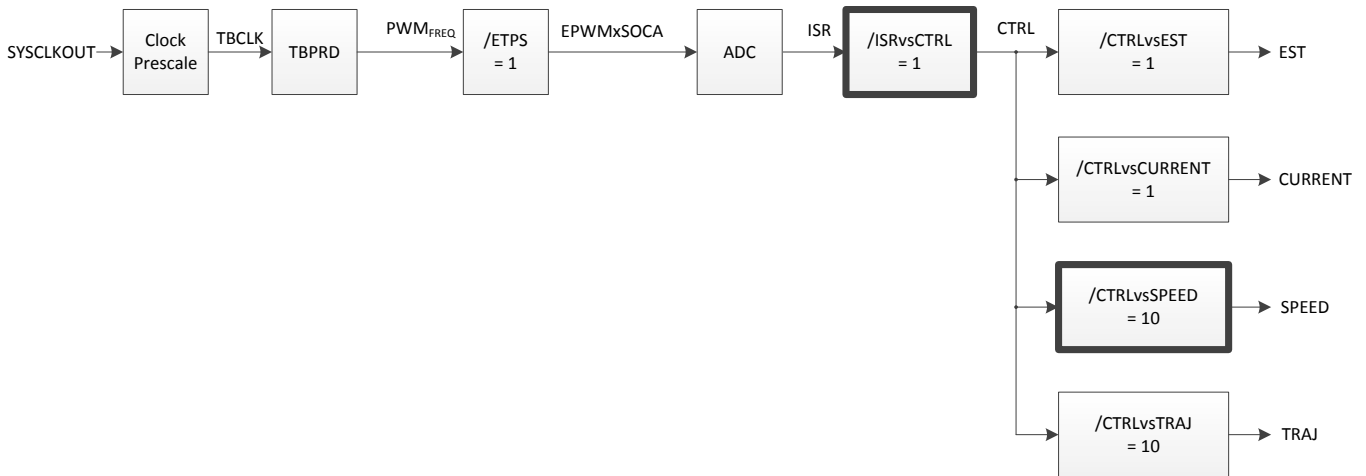 SYSCLKOUT
Clock
Prescale
TBCLK
TBPRD
PWMFREQ
/ETPS
= 1
EPWMxSOCA
ADC
ISR
/ISRvsCTRL
= 1
CTRL
/CTRLvsEST
= 1
EST
/CTRLvsCURRENT
= 1
CURRENT
/CTRLvsSPEED
= 10
SPEED
/CTRLvsTRAJ
= 10
TRAJ